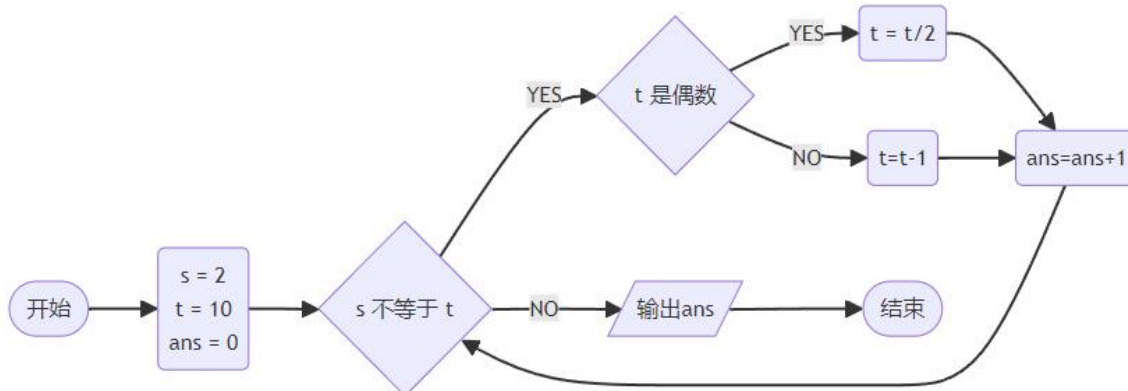 开始
s = 2
t = 10
ans = 0
s 不等于 t
YES
t 是偶数
YES
t = t/2
NO
t=t-1
ans=ans+1
NO
输出ans
结束